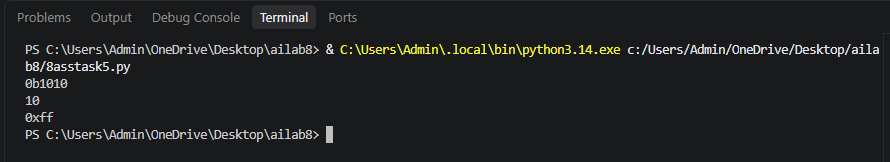 Problems Output Debug Console Terminal Ports
PS C:\Users\Admin\OneDrive\Desktop\ailab8> & C:\Users\Admin\.local\bin\python3.14.exe c:/Users/Admin/OneDrive/Desktop/aila
b8/8asstask5.py
0b1010
10
0xff
PS C:\Users\Admin\OneDrive\Desktop\ailab8>